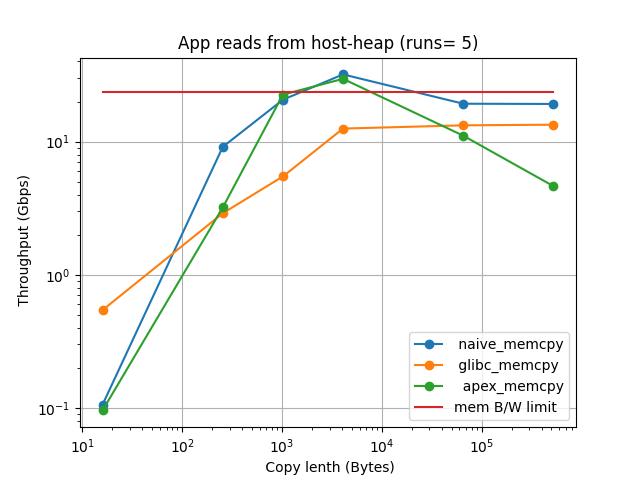 App reads from host-heap (runs= 5)
Throughput (Gbps)
10¹
10⁰
10⁻¹
naive_memcpy
glibc_memcpy
apex_memcpy
mem B/W limit
10¹ 10² 10³ 10⁴ 10⁵
Copy lenth (Bytes)